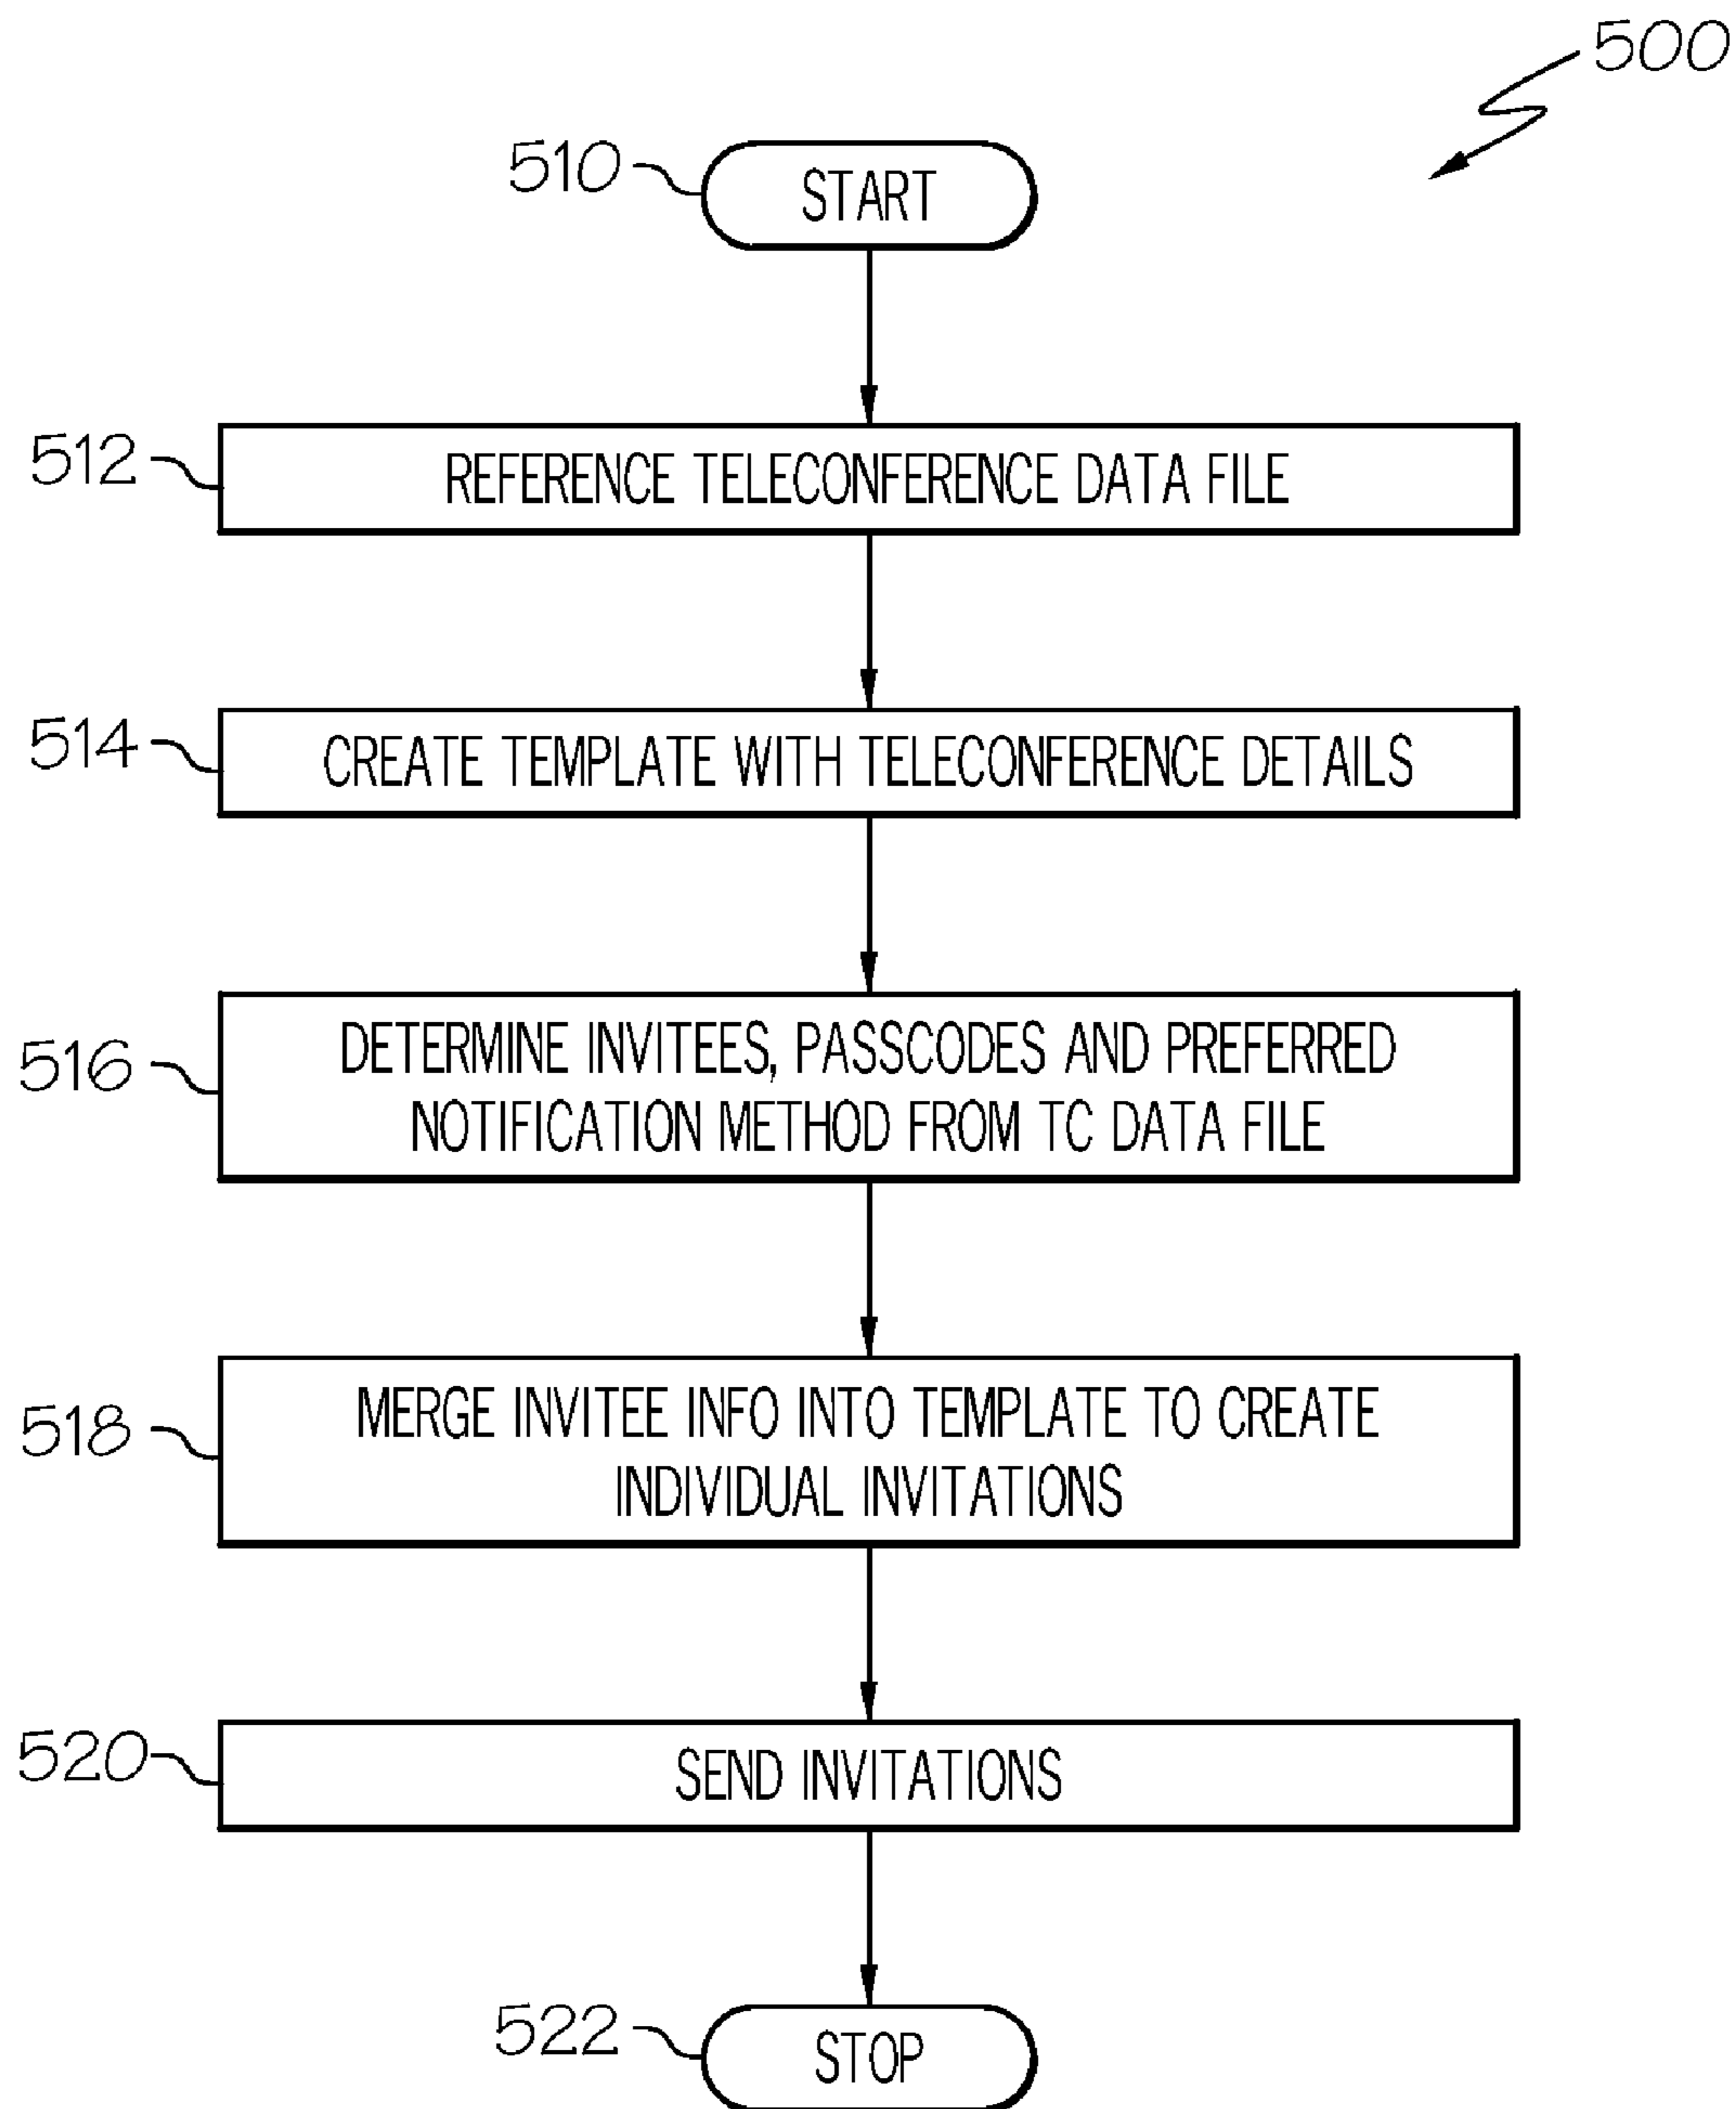 500
510
START
512
REFERENCE TELECONFERENCE DATA FILE
514
CREATE TEMPLATE WITH TELECONFERENCE DETAILS
516
DETERMINE INVITEES, PASSCODES AND PREFERRED
NOTIFICATION METHOD FROM TC DATA FILE
518
MERGE INVITEE INFO INTO TEMPLATE TO CREATE
INDIVIDUAL INVITATIONS
520
SEND INVITATIONS
522
STOP